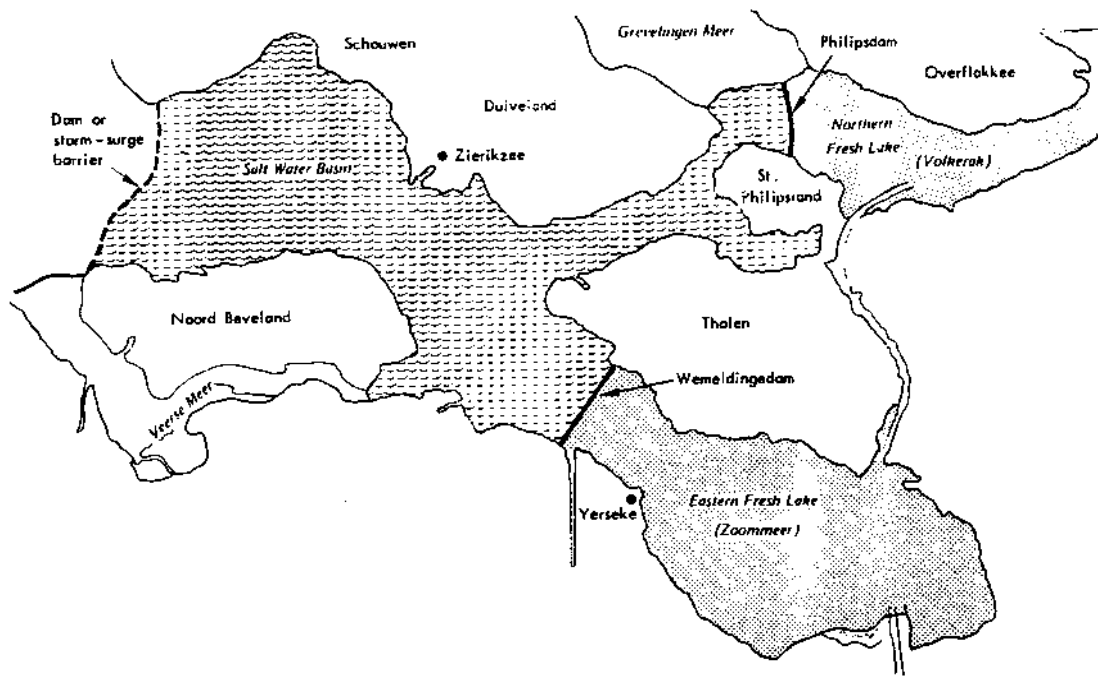 Schouwen
Grevelingen Meer
Philipsdam
Overflakkee
Duiveland
Dam or
storm-surge
barrier
Northern
Fresh Lake
(Volkerak)
Zierikzee
Salt Water Basin
St.
Philipsland
Noord Beveland
Tholen
Wemeldingedam
Veerse Meer
Eastern Fresh Lake
(Zoommeer)
Yerseke